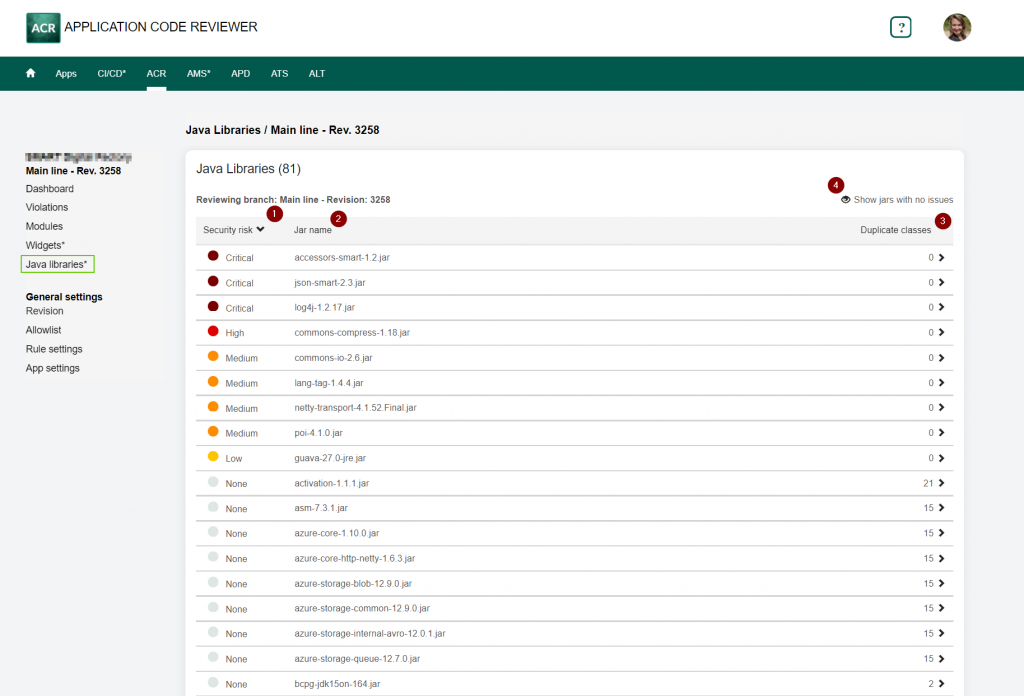 ACR APPLICATION CODE REVIEWER ?
Apps CI/CD* ACR AMS* APD ATS ALT
Java Libraries / Main line - Rev. 3258
Main line - Rev. 3258
Dashboard
Violations
Modules
Widgets*
Java libraries*
General settings
Revision
Allowlist
Rule settings
App settings
Java Libraries (81)
4
Reviewing branch: Main line - Revision: 3258 Show jars with no issues
1 2 3
Security risk Jar name Duplicate classes
Critical accessors-smart-1.2.jar 0
Critical json-smart-2.3.jar 0
Critical log4j-1.2.17.jar 0
High commons-compress-1.18.jar 0
Medium commons-io-2.6.jar 0
Medium lang-tag-1.4.4.jar 0
Medium netty-transport-4.1.52.Final.jar 0
Medium poi-4.1.0.jar 0
Low guava-27.0-jre.jar 0
None activation-1.1.1.jar 21
None asm-7.3.1.jar 15
None azure-core-1.10.0.jar 15
None azure-core-http-netty-1.6.3.jar 15
None azure-storage-blob-12.9.0.jar 15
None azure-storage-common-12.9.0.jar 15
None azure-storage-internal-avro-12.0.1.jar 15
None azure-storage-queue-12.7.0.jar 15
None bcpg-jdk15on-164.jar 2